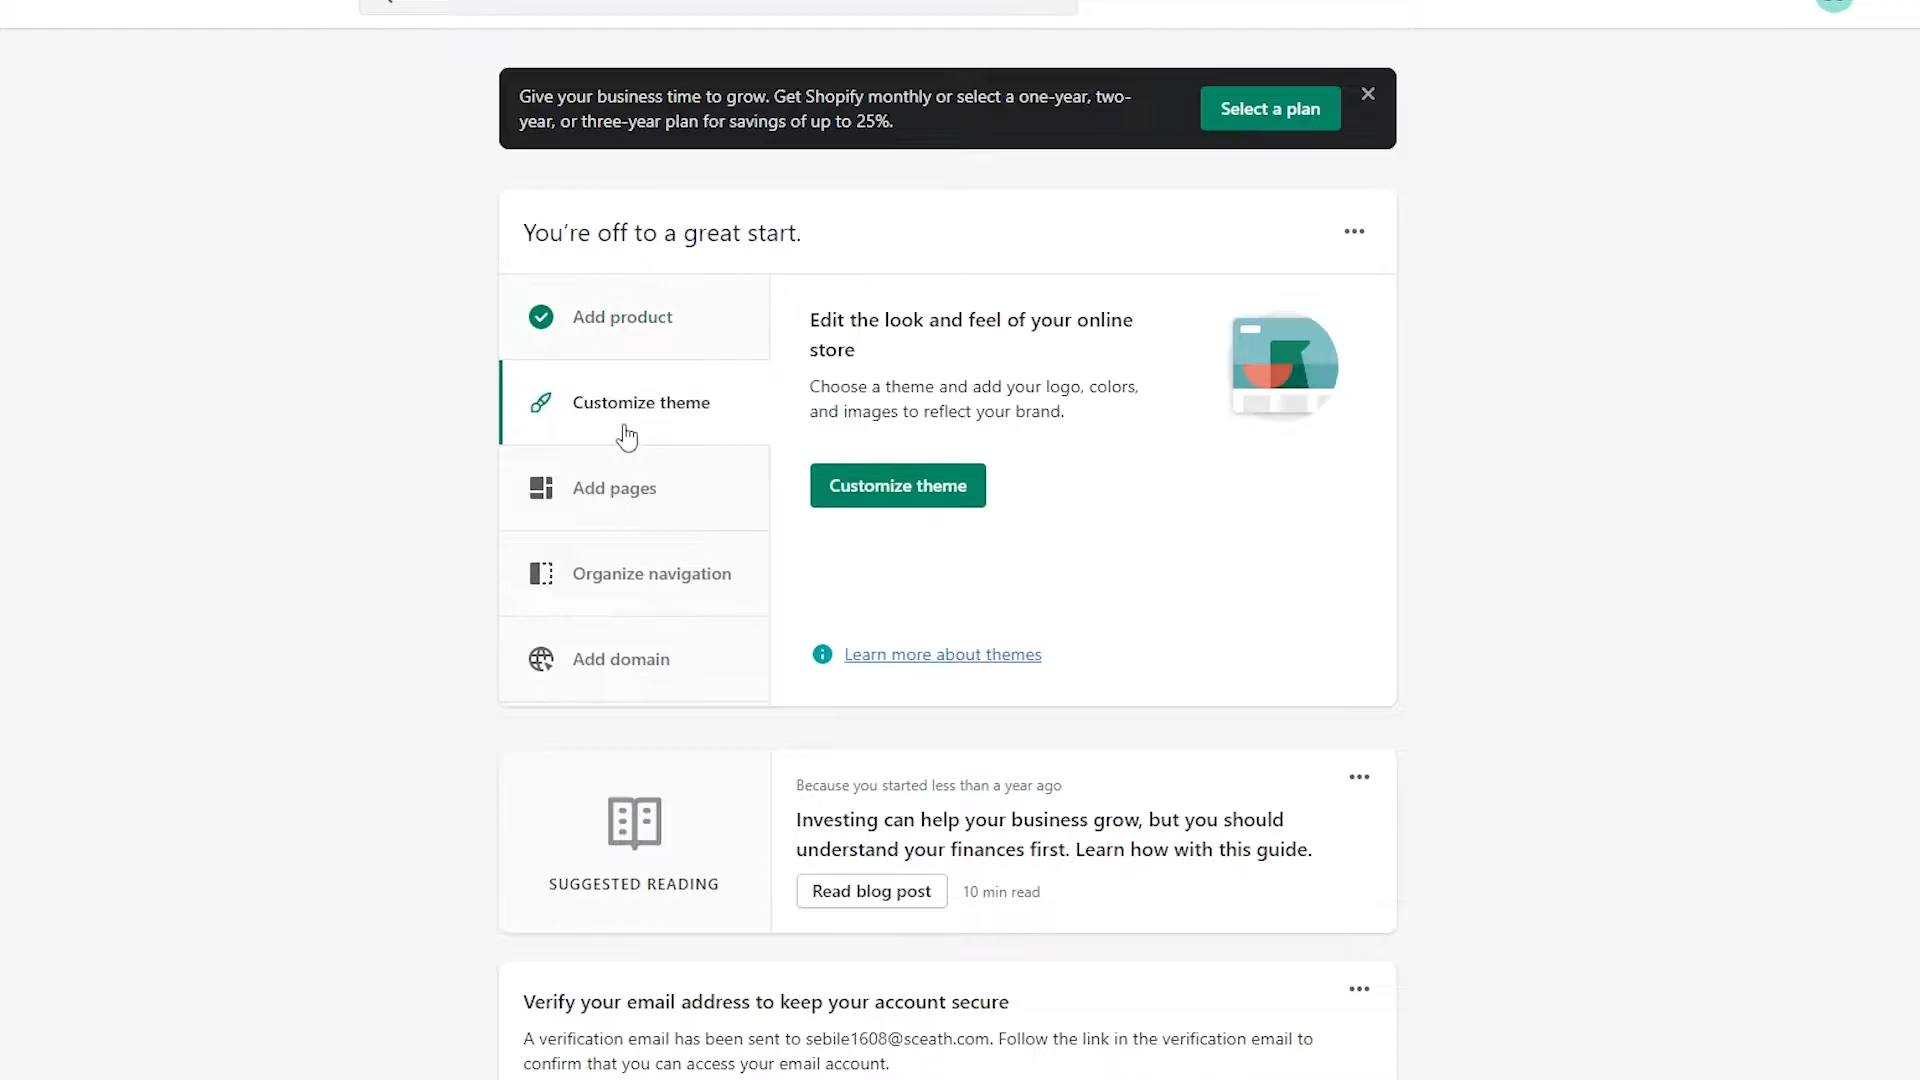 Give your business time to grow. Get Shopify monthly or select a one-year, two-
year, or three-year plan for savings of up to 25%.
Select a plan
You're off to a great start.
Add product
Customize theme
Add pages
Organize navigation
Add domain
Edit the look and feel of your online
store
Choose a theme and add your logo, colors,
and images to reflect your brand.
Customize theme
Learn more about themes
SUGGESTED READING
Because you started less than a year ago
Investing can help your business grow, but you should
understand your finances first. Learn how with this guide.
Read blog post
10 min read
Verify your email address to keep your account secure
A verification email has been sent to sebile1608@sceath.com. Follow the link in the verification email to
confirm that you can access your email account.